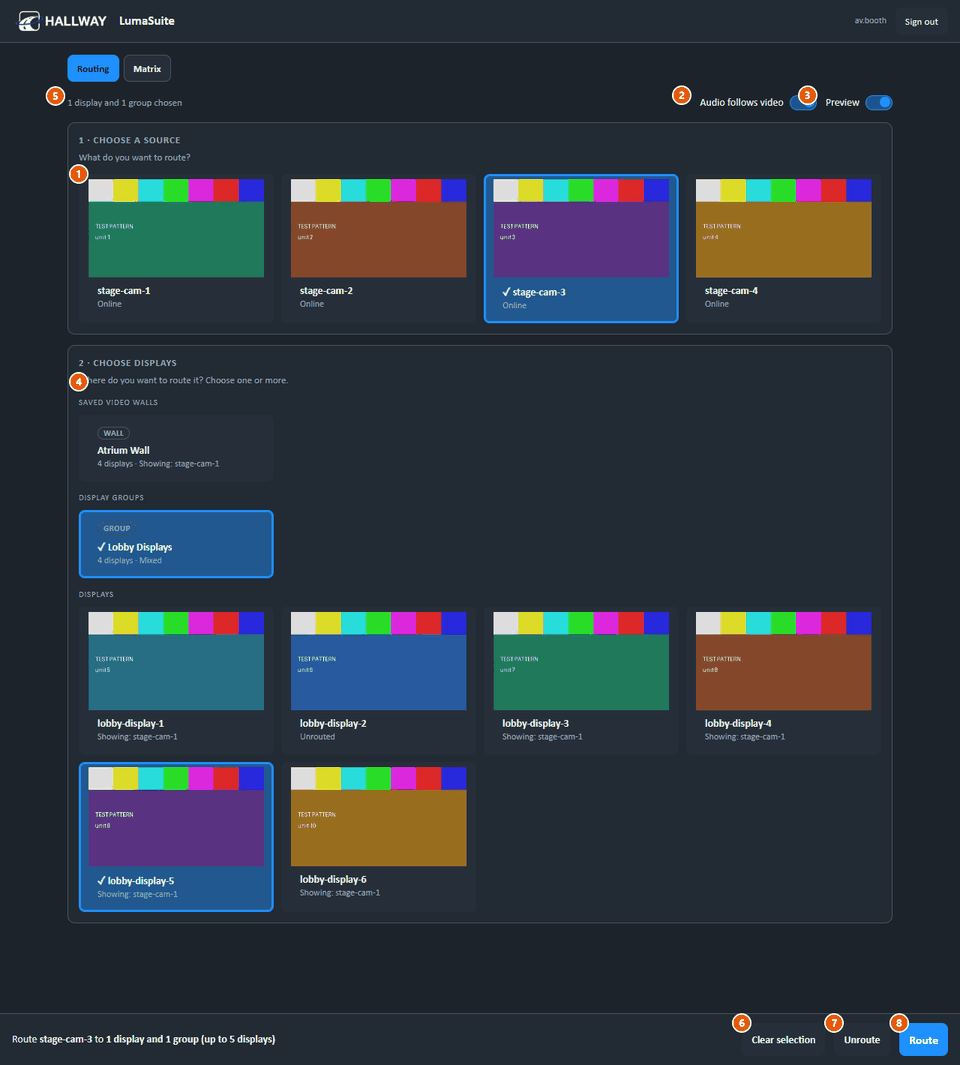 HALLWAY LumaSuite av.booth Sign out
Routing Matrix
5 1 display and 1 group chosen 2 Audio follows video 3 Preview
1 · CHOOSE A SOURCE
What do you want to route?
1
TEST PATTERN TEST PATTERN TEST PATTERN TEST PATTERN
unit 1 unit 2 unit 3 unit 4
stage-cam-1 stage-cam-2 ✓ stage-cam-3 stage-cam-4
Online Online Online Online
2 · CHOOSE DISPLAYS
4 here do you want to route it? Choose one or more.
SAVED VIDEO WALLS
WALL
Atrium Wall
4 displays · Showing: stage-cam-1
DISPLAY GROUPS
GROUP
✓ Lobby Displays
4 displays · Mixed
DISPLAYS
TEST PATTERN TEST PATTERN TEST PATTERN TEST PATTERN
unit 5 unit 6 unit 7 unit 8
lobby-display-1 lobby-display-2 lobby-display-3 lobby-display-4
Showing: stage-cam-1 Unrouted Showing: stage-cam-1 Showing: stage-cam-1
TEST PATTERN TEST PATTERN
unit unit 10
✓ lobby-display-5 lobby-display-6
Showing: stage-cam-1 Showing: stage-cam-1
6 7 8
Route stage-cam-3 to 1 display and 1 group (up to 5 displays) Clear selection Unroute Route